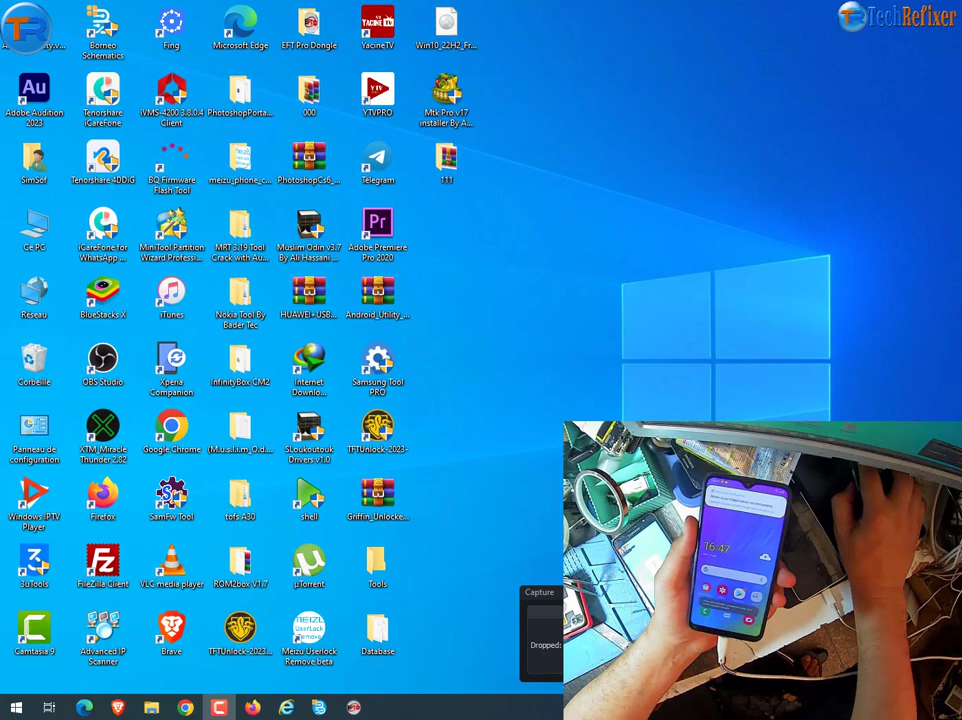 TR
TechRefixer
Borneo
Schematics
Fing
Microsoft Edge
EFT Pro Dongle
YacineTV
Win10_22H2_Fr...
Adobe Audition
2023
Tenorshare
iCareFone
iVMS-4200 3.8.0.4
Client
PhotoshopPorta...
000
YTVPRO
Mtk Pro v17
installer By A...
SimSof
Tenorshare 4DDiG
BQ Firmware
Flash Tool
meizu_phone_c...
PhotoshopCs6_...
Telegram
111
Ce PC
iCareFone for
WhatsApp ...
MiniTool Partition
Wizard Professi...
MRT 3.19 Tool
Crack with Au...
Muslim Odin v3.7
By Ali Hassani ...
Adobe Premiere
Pro 2020
Réseau
BlueStacks X
iTunes
Nokia Tool By
Bader Tec
HUAWEI+USB...
Android_Utility_...
Corbeille
OBS Studio
Xperia
Companion
InfinityBox CM2
Internet
Downlo...
Samsung Tool
PRO
Panneau de
configuration
XTM_Miracle
Thunder 2.82
Google Chrome
(M.u.s.l.i.m_O.d...
SLoukoutouk
Drivers v1.0
TFTUnlock-2023-
Windows IPTV
Player
Firefox
SamFw Tool
tofs A30
shell
Griffin_Unlocke...
3uTools
FileZilla Client
VLC media player
ROM2box V1.7
µTorrent
Tools
Capture
Dropped:
Camtasia 9
Advanced IP
Scanner
Brave
TFTUnlock-2023...
Meizu Userlock
Remove beta
Database
16:47